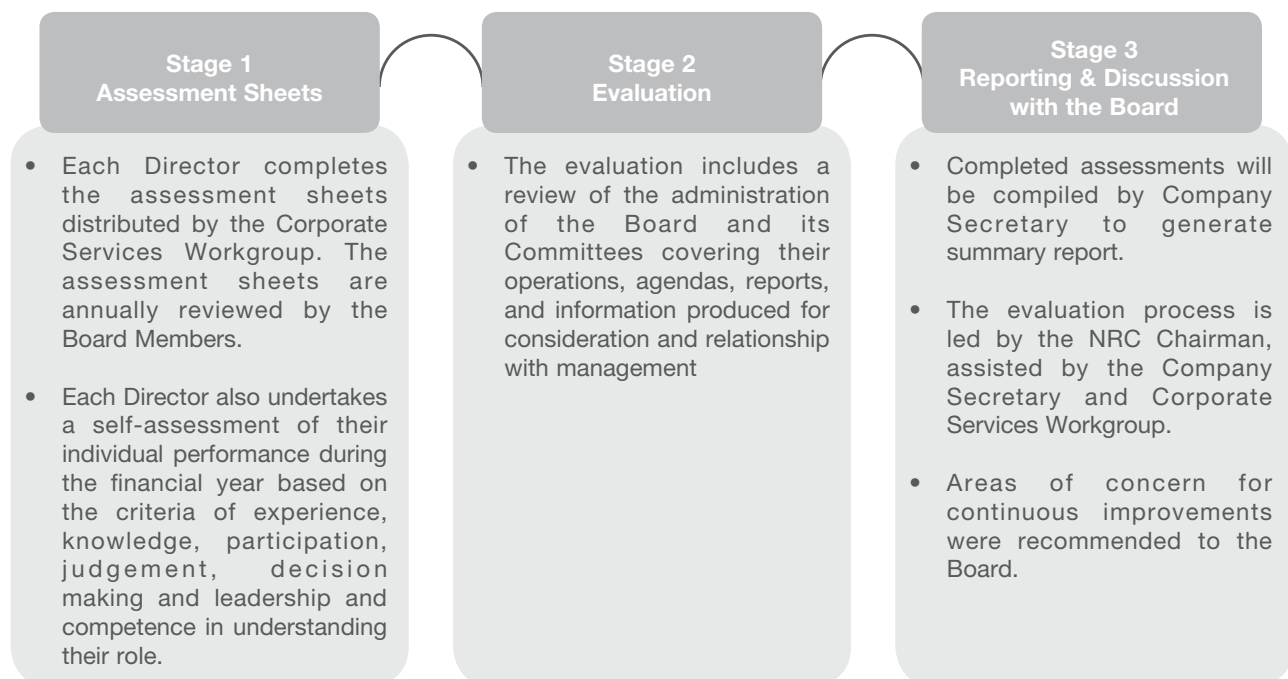 Stage 1
Assessment Sheets
• Each Director completes
the assessment sheets
distributed by the Corporate
Services Workgroup. The
assessment sheets are
annually reviewed by the
Board Members.
• Each Director also undertakes
a self-assessment of their
individual performance during
the financial year based on
the criteria of experience,
knowledge, participation,
judgement, decision
making and leadership and
competence in understanding
their role.
Stage 2
Evaluation
• The evaluation includes a
review of the administration
of the Board and its
Committees covering their
operations, agendas, reports,
and information produced for
consideration and relationship
with management
Stage 3
Reporting & Discussion
with the Board
• Completed assessments will
be compiled by Company
Secretary to generate
summary report.
• The evaluation process is
led by the NRC Chairman,
assisted by the Company
Secretary and Corporate
Services Workgroup.
• Areas of concern for
continuous improvements
were recommended to the
Board.